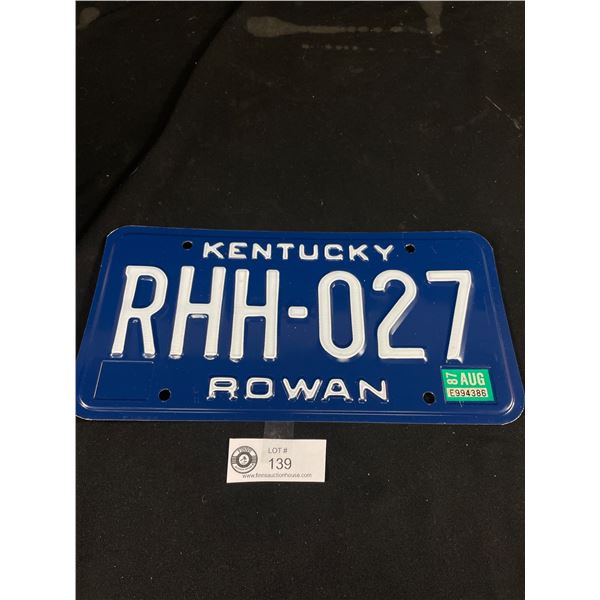 KENTUCKY
RHH-027
ROWAN
87 AUG
E994386
LOT #
139
www.finnsauctionhouse.com